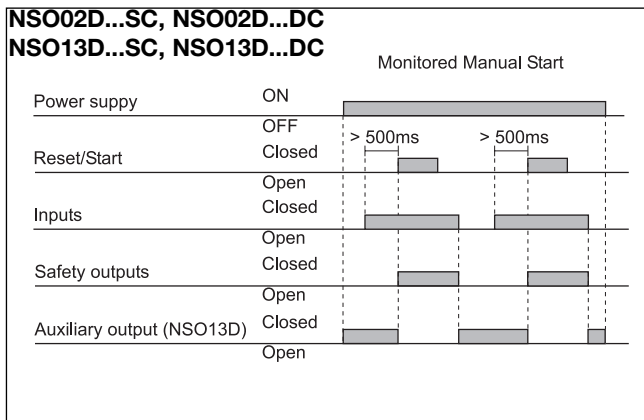 NSO02D...SC, NSO02D...DC
NSO13D...SC, NSO13D...DC
Monitored Manual Start
Power suppy ON
OFF
> 500ms > 500ms
Reset/Start Closed
Open
Inputs Closed
Open
Safety outputs Closed
Open
Auxiliary output (NSO13D) Closed
Open